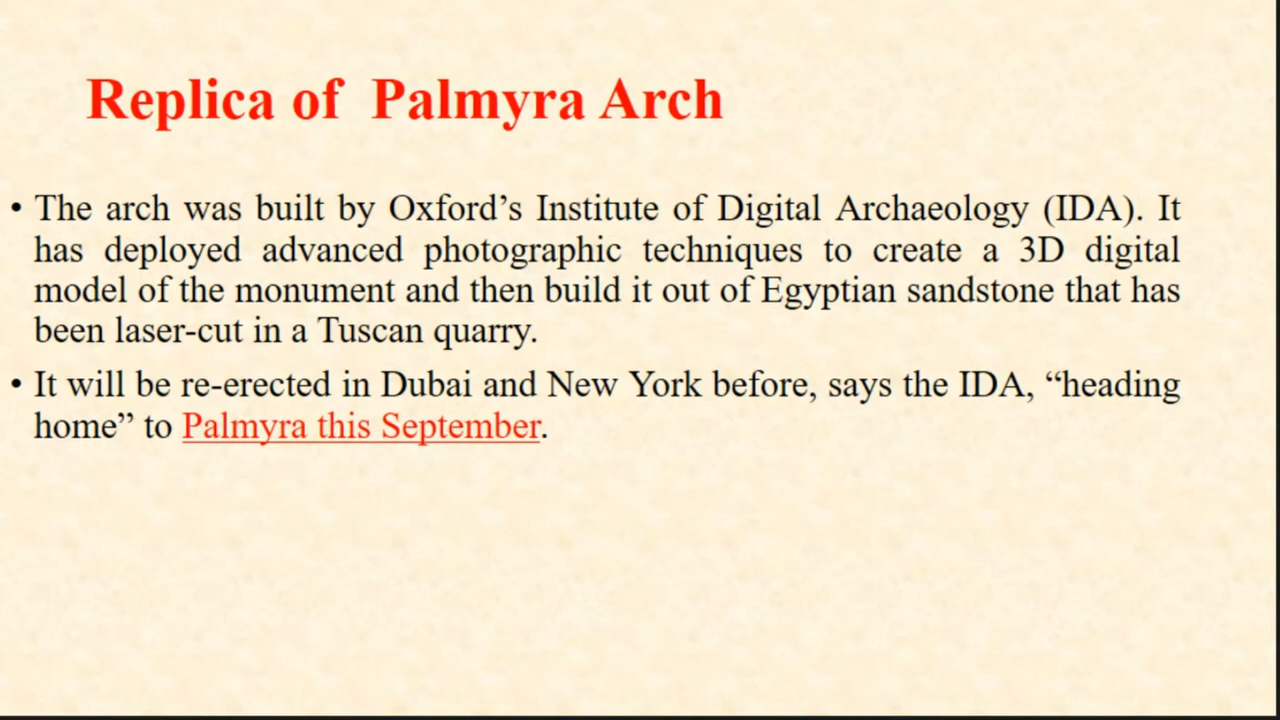 Replica of  Palmyra Arch
• The arch was built by Oxford’s Institute of Digital Archaeology (IDA). It
has deployed advanced photographic techniques to create a 3D digital
model of the monument and then build it out of Egyptian sandstone that has
been laser-cut in a Tuscan quarry.
• It will be re-erected in Dubai and New York before, says the IDA, “heading
home” to Palmyra this September.